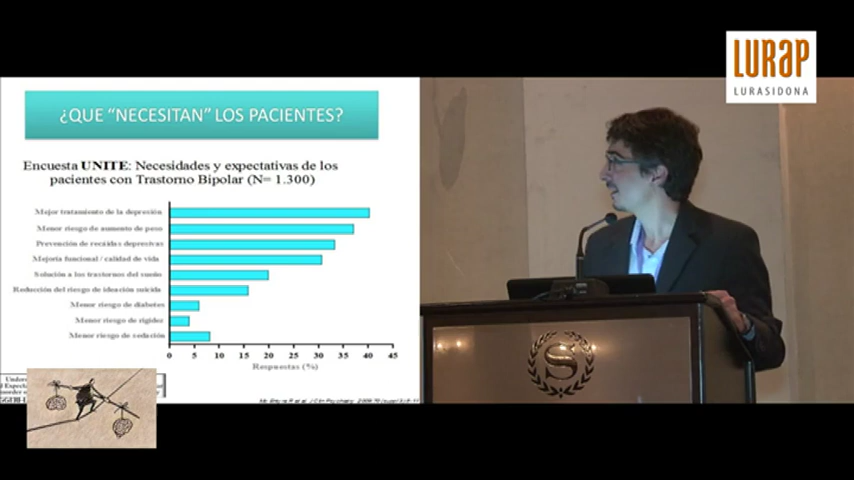 LURAP
LURASIDONA
¿QUE “NECESITAN” LOS PACIENTES?
Encuesta UNITE: Necesidades y expectativas de los
pacientes con Trastorno Bipolar (N= 1.300)
Mejor tratamiento de la depresión
Menor riesgo de aumento de peso
Prevención de recaídas depresivas
Mejoría funcional / calidad de vida
Solución a los trastornos del sueño
Reducción del riesgo de ideación suicida
Menor riesgo de diabetes
Menor riesgo de rigidez
Menor riesgo de sedación
0 5 10 15 20 25 30 35 40 45
Respuestas (%)
S